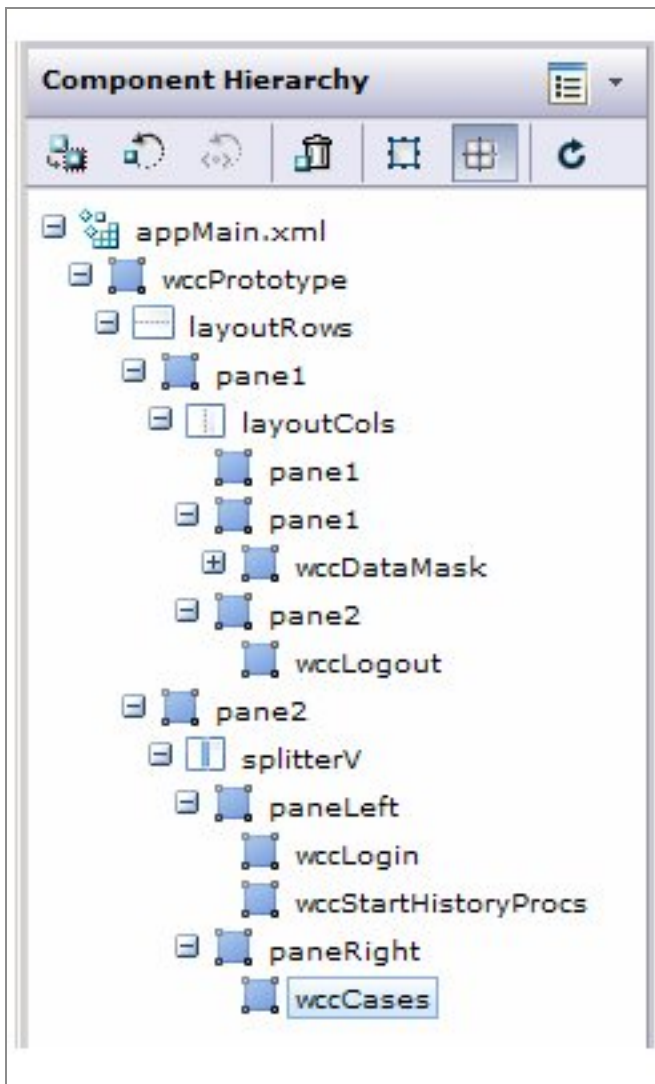 Component Hierarchy
appMain.xml
wccPrototype
layoutRows
pane1
layoutCols
pane1
pane1
wccDataMask
pane2
wccLogout
pane2
splitterV
paneLeft
wccLogin
wccStartHistoryProcs
paneRight
wccCases